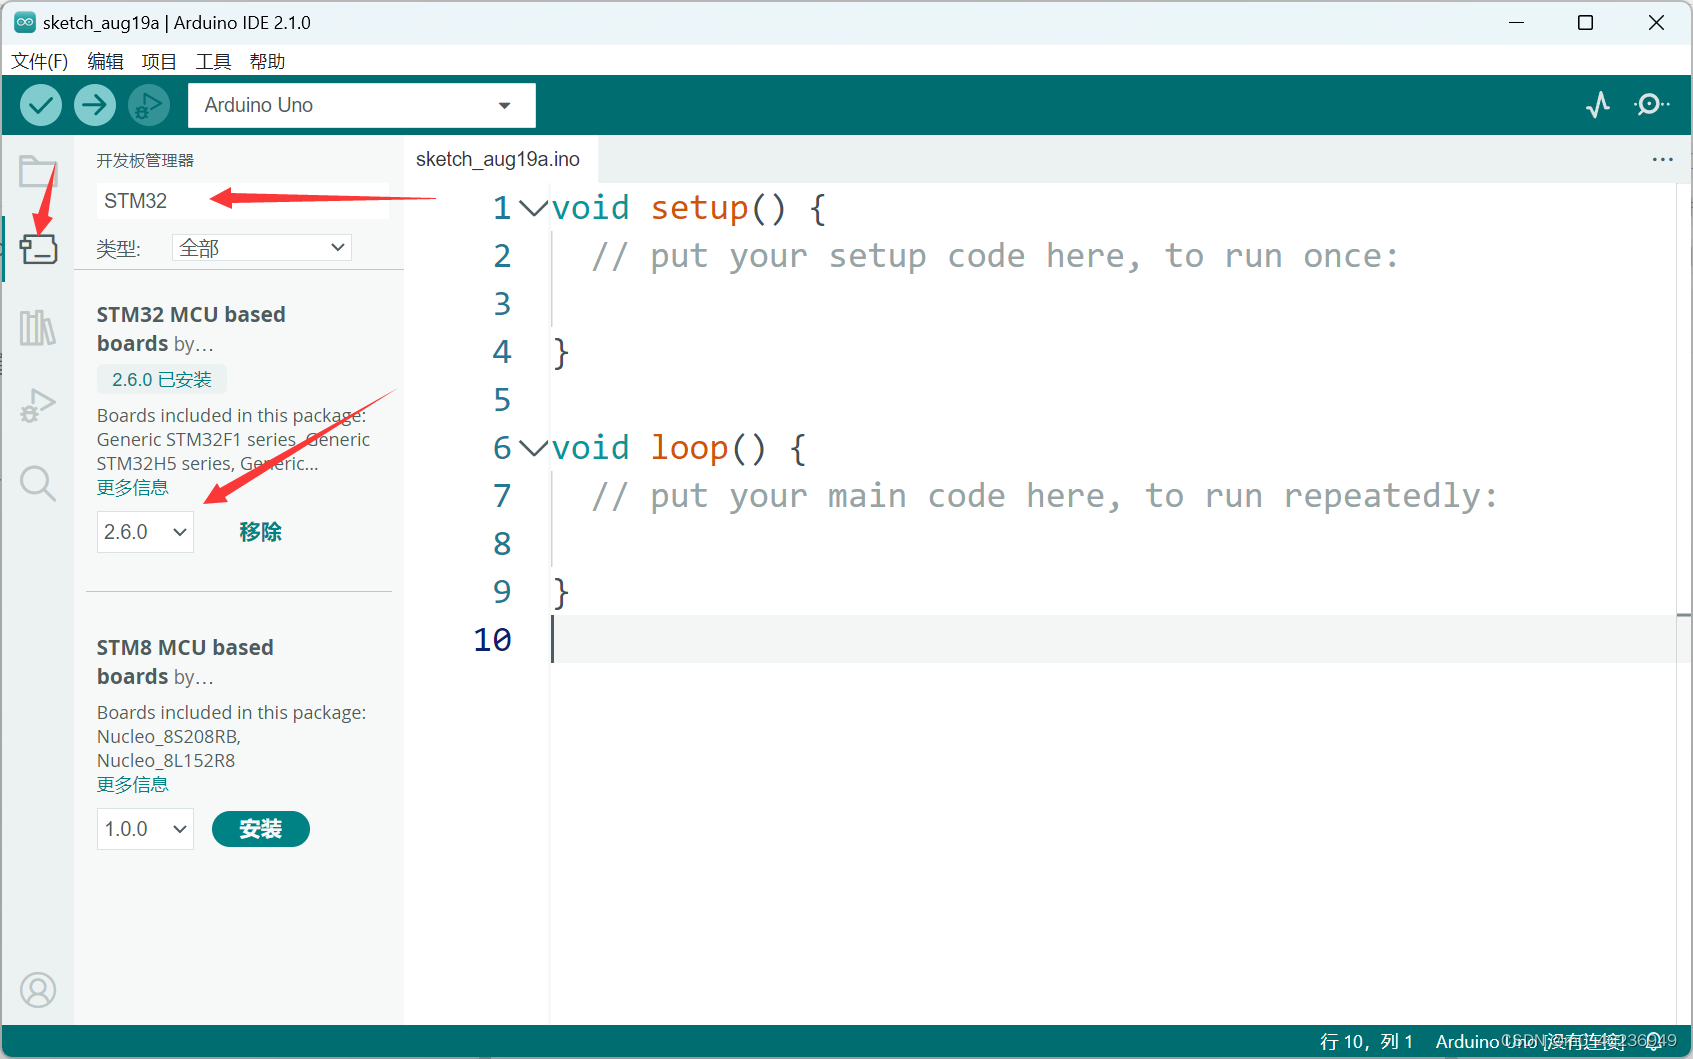 sketch_aug19a | Arduino IDE 2.1.0
文件(F) 编辑 项目 工具 帮助
Arduino Uno
开发板管理器
STM32
类型: 全部
STM32 MCU based
boards by...
2.6.0 已安装
Boards included in this package:
Generic STM32F1 series, Generic
STM32H5 series, Generic...
更多信息
2.6.0 移除
STM8 MCU based
boards by...
Boards included in this package:
Nucleo_8S208RB,
Nucleo_8L152R8
更多信息
1.0.0 安装
sketch_aug19a.ino
1 void setup() {
2 // put your setup code here, to run once:
3
4 }
5
6 void loop() {
7 // put your main code here, to run repeatedly:
8
9 }
10
行 10，列 1 Arduino Uno [没有连接]